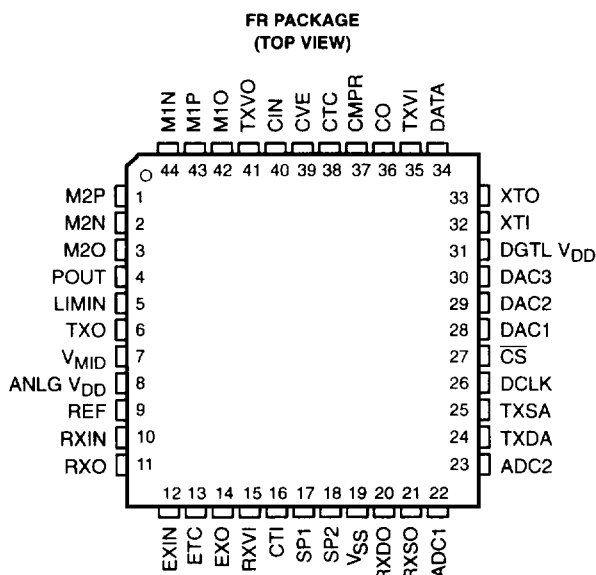 FR PACKAGE
(TOP VIEW)
M1N M1P M1O TXVO CIN CVE CTC CMPR CO TXVI DATA
44 43 42 41 40 39 38 37 36 35 34
M2P 1 33 XTO
M2N 2 32 XTI
M2O 3 31 DGTL VDD
POUT 4 30 DAC3
LIMIN 5 29 DAC2
TXO 6 28 DAC1
VMID 7 27 CS
ANLG VDD 8 26 DCLK
REF 9 25 TXSA
RXIN 10 24 TXDA
RXO 11 23 ADC2
12 13 14 15 16 17 18 19 20 21 22
EXIN ETC EXO RXVI CTI SP1 SP2 VSS RXDO RXSO ADC1